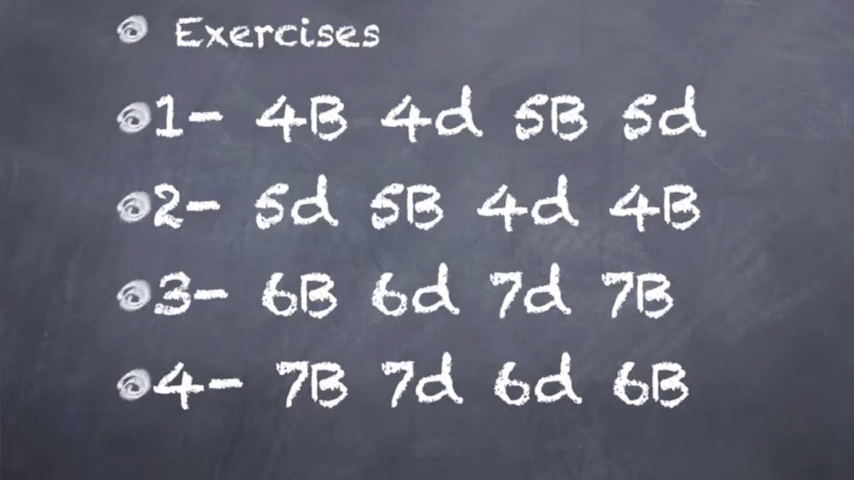 Exercises
1- 4B 4d 5B 5d
2- 5d 5B 4d 4B
3- 6B 6d 7d 7B
4- 7B 7d 6d 6B